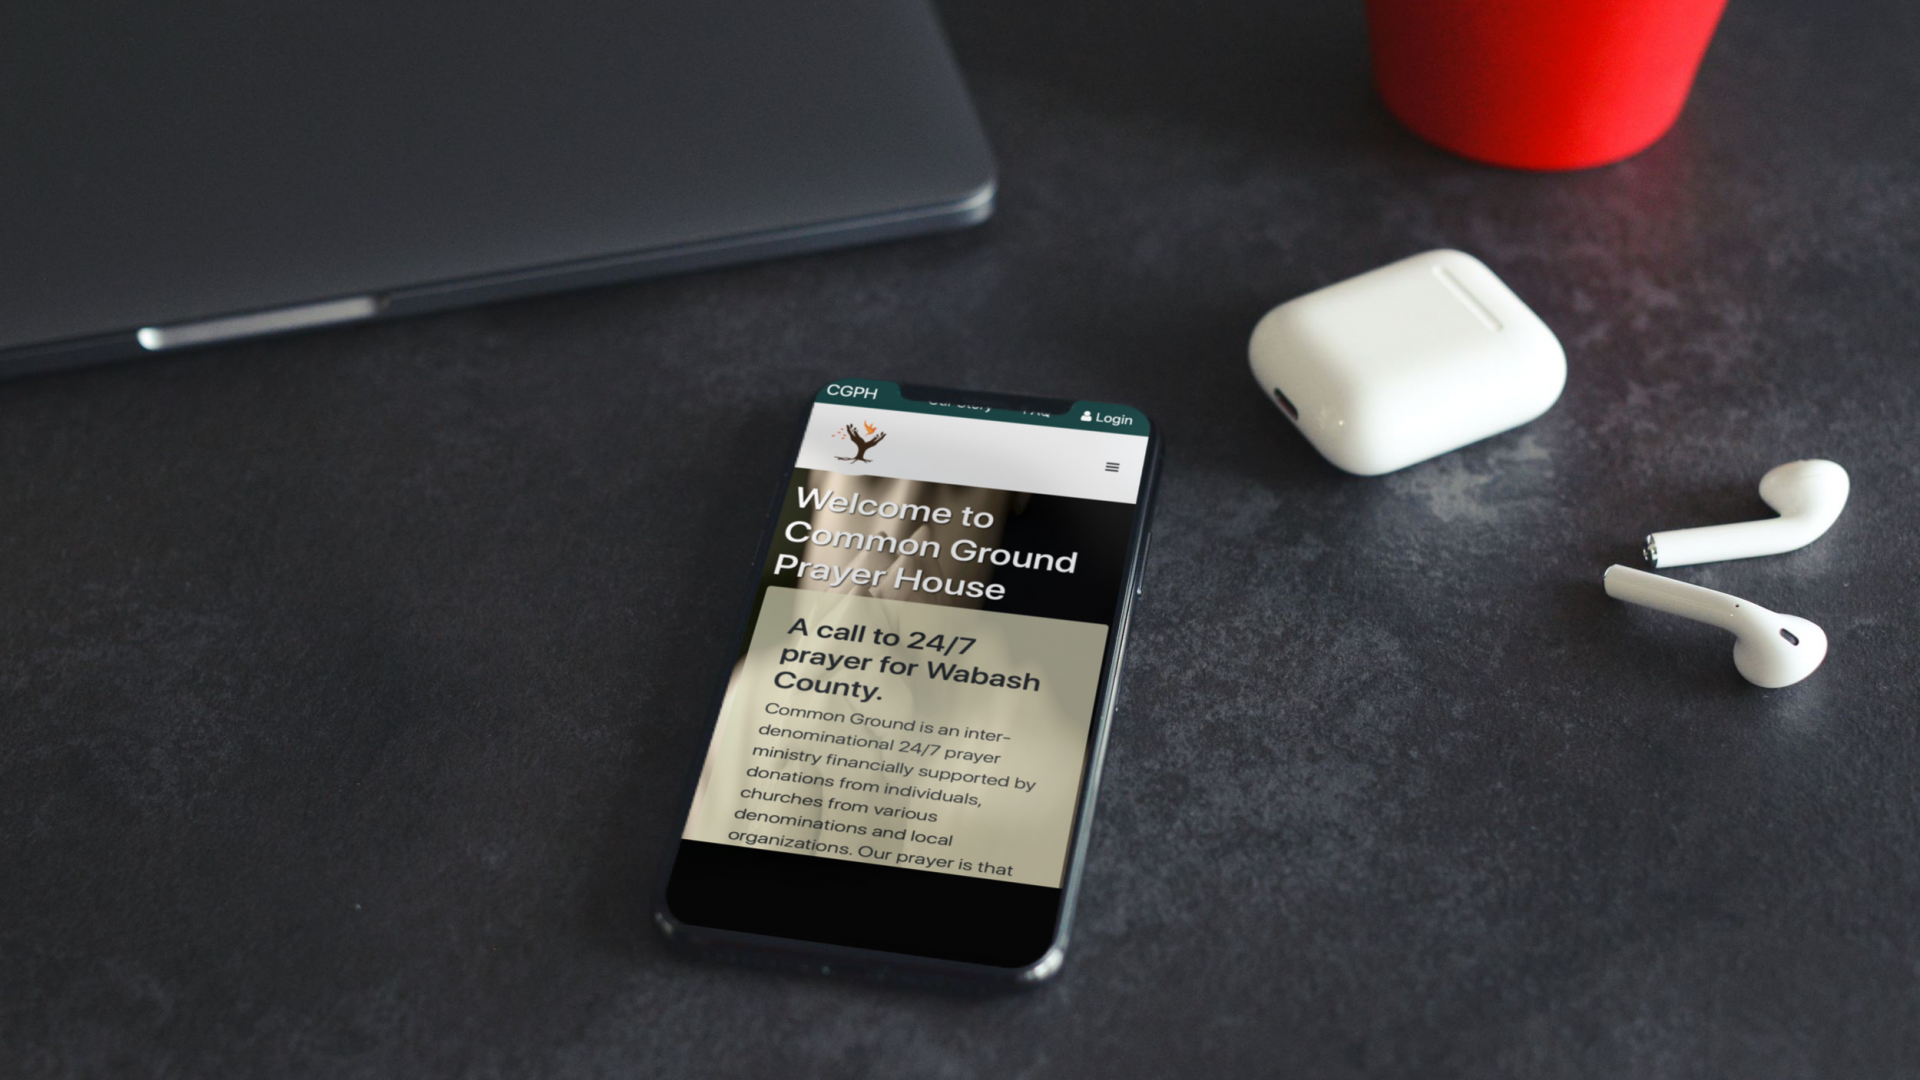 CGPH
Our Story FAQ Login
Welcome to
Common Ground
Prayer House
A call to 24/7
prayer for Wabash
County.
Common Ground is an inter-
denominational 24/7 prayer
ministry financially supported by
donations from individuals,
churches from various
denominations and local
organizations. Our prayer is that